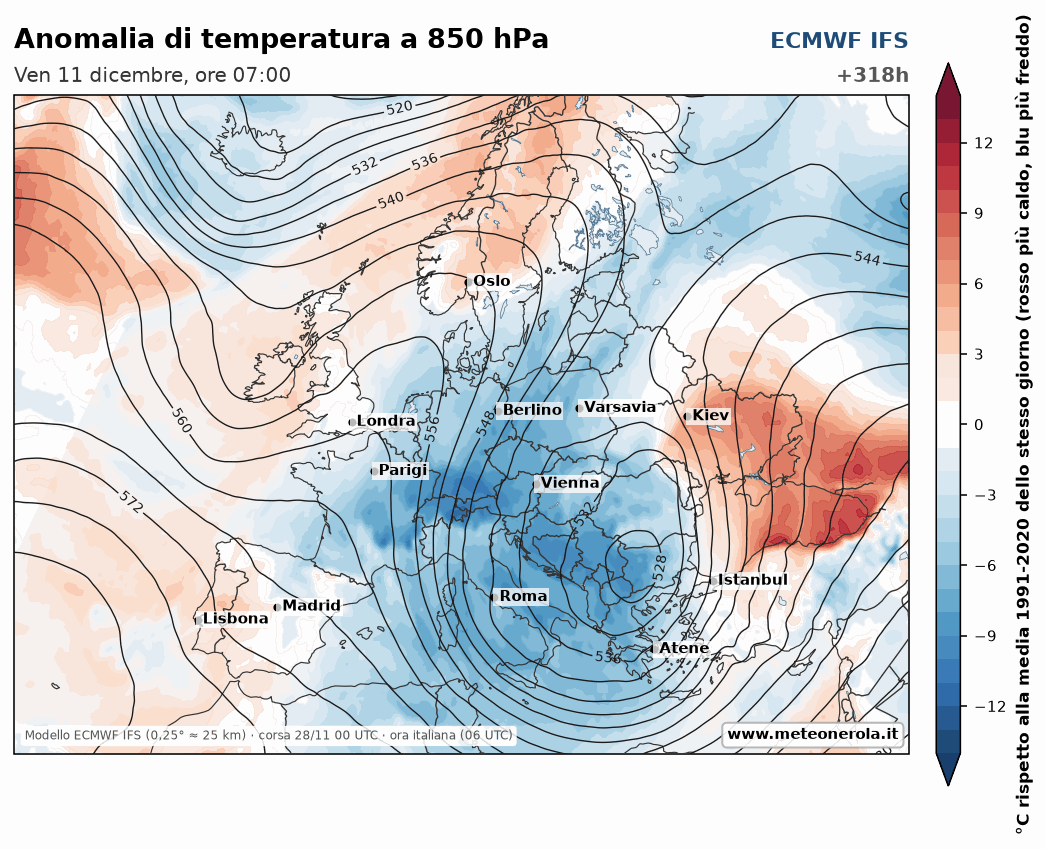 Anomalia di temperatura a 850 hPa
ECMWF IFS
Ven 11 dicembre, ore 07:00
+318h
520
532
536
540
544
Oslo
560
Londra
556
548
Berlino
Varsavia
Kiev
Parigi
Vienna
572
532
528
Istanbul
Roma
Madrid
Lisbona
536
Atene
Modello ECMWF IFS (0,25° ≈ 25 km) · corsa 28/11 00 UTC · ora italiana (06 UTC)
www.meteonerola.it
12
9
6
3
0
−3
−6
−9
−12
°C rispetto alla media 1991-2020 dello stesso giorno (rosso più caldo, blu più freddo)